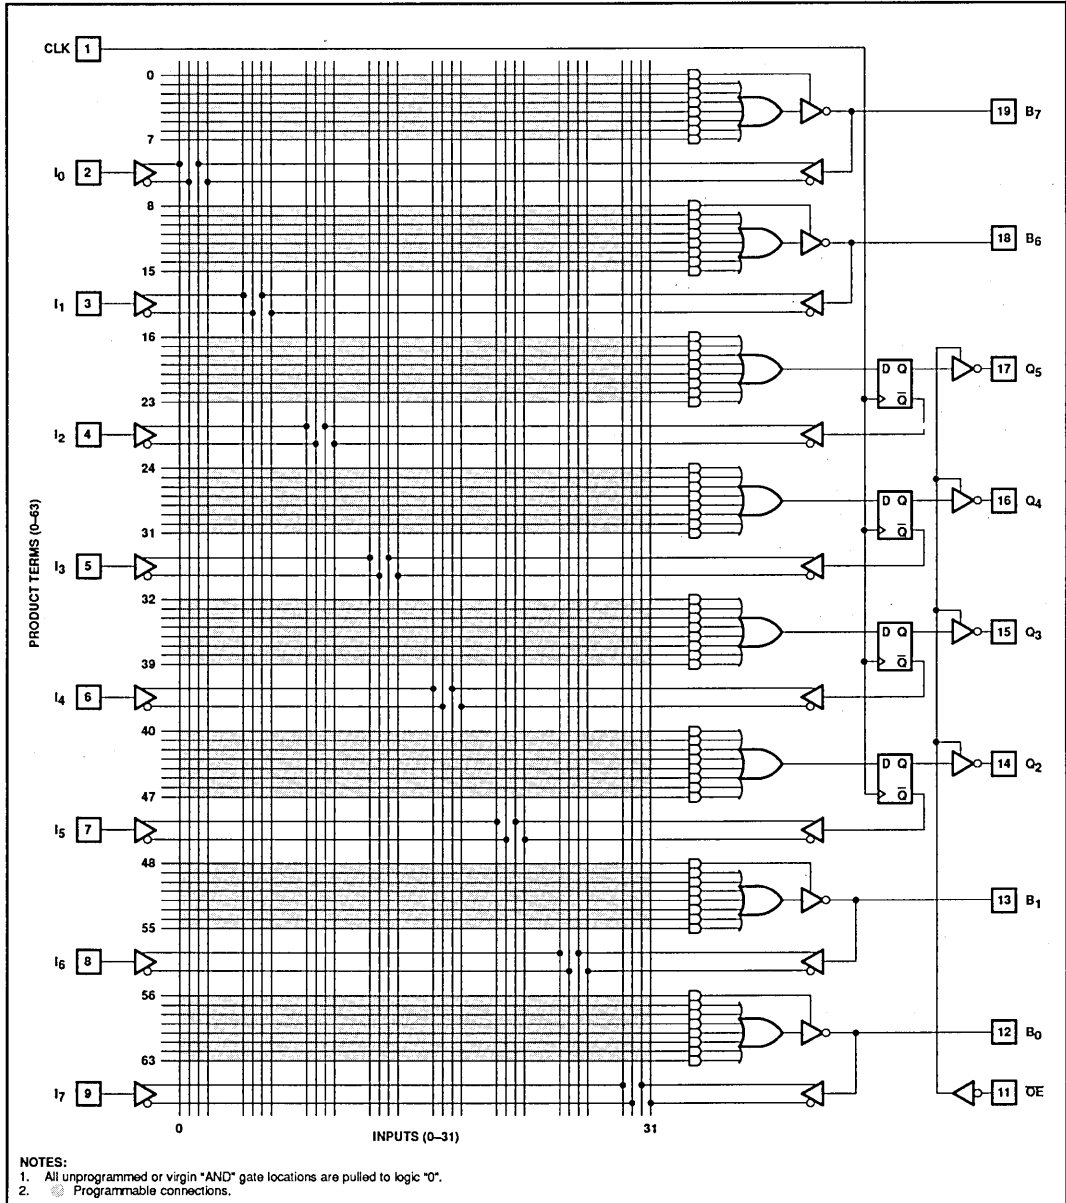 CLK 1
0
7
19 B7
I0 2
8
15
18 B6
I1 3
16
23
D Q
Q̅
17 Q5
I2 4
24
31
D Q
Q̅
16 Q4
I3 5
PRODUCT TERMS (0–63)
32
39
D Q
Q̅
15 Q3
I4 6
40
47
D Q
Q̅
14 Q2
I5 7
48
55
13 B1
I6 8
56
63
12 B0
I7 9
11 O̅E̅
0
INPUTS (0–31)
31
NOTES:
1. All unprogrammed or virgin "AND" gate locations are pulled to logic "0".
2. Programmable connections.